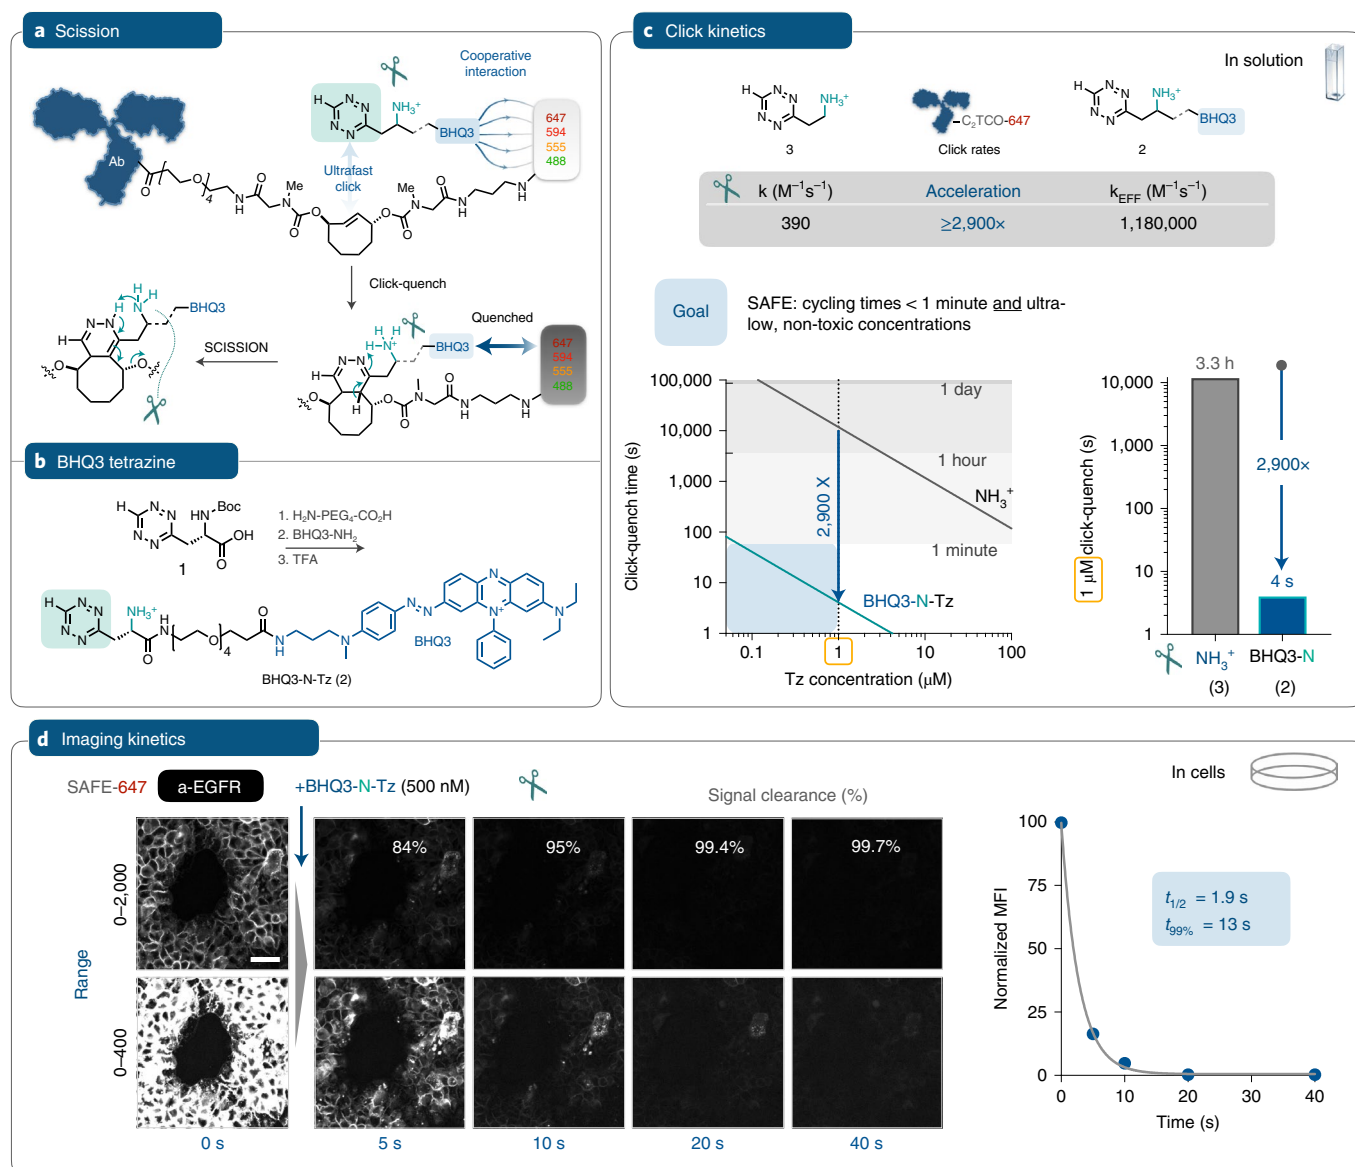 a Scission
Cooperative
interaction
H
N
N
N
N
NH₃⁺
BHQ3
647
594
555
488
Ultrafast
click
Ab
O
O
4
N
H
O
Me
N
O
O
O
O
Me
N
O
N
H
N
H
Click-quench
H
H
N
H
N
N
BHQ3
O
O
SCISSION
H
H
N⁺
N
N
BHQ3
Quenched
647
594
555
488
O
H
O
O
N
O
N
H
N
H
b BHQ3 tetrazine
H
N
N
N
N
HN
Boc
OH
O
1
1. H₂N-PEG₄-CO₂H
2. BHQ3-NH₂
3. TFA
H
N
N
N
N
NH₃⁺
O
N
H
O
4
O
N
H
N
N
N
N
N⁺
N
BHQ3
BHQ3-N-Tz (2)
c Click kinetics
In solution
H
N
N
N
N
NH₃⁺
3
C₂TCO-647
Click rates
H
N
N
N
N
NH₃⁺
BHQ3
2
k (M⁻¹s⁻¹) Acceleration k_EFF (M⁻¹s⁻¹)
390 ≥2,900× 1,180,000
Goal
SAFE: cycling times < 1 minute and ultra-
low, non-toxic concentrations
Click-quench time (s)
100,000
10,000
1,000
100
10
1
1 day
1 hour
1 minute
NH₃⁺
2,900 X
BHQ3-N-Tz
0.1 1 10 100
Tz concentration (μM)
1 μM click-quench (s)
10,000
1,000
100
10
1
3.3 h
2,900×
4 s
NH₃⁺ BHQ3-N
(3) (2)
d Imaging kinetics
SAFE-647 a-EGFR +BHQ3-N-Tz (500 nM)
Signal clearance (%)
In cells
Range
0–2,000
84% 95% 99.4% 99.7%
0–400
0 s 5 s 10 s 20 s 40 s
Normalized MFI
100
75
50
25
0
t1/2 = 1.9 s
t99% = 13 s
0 10 20 30 40
Time (s)